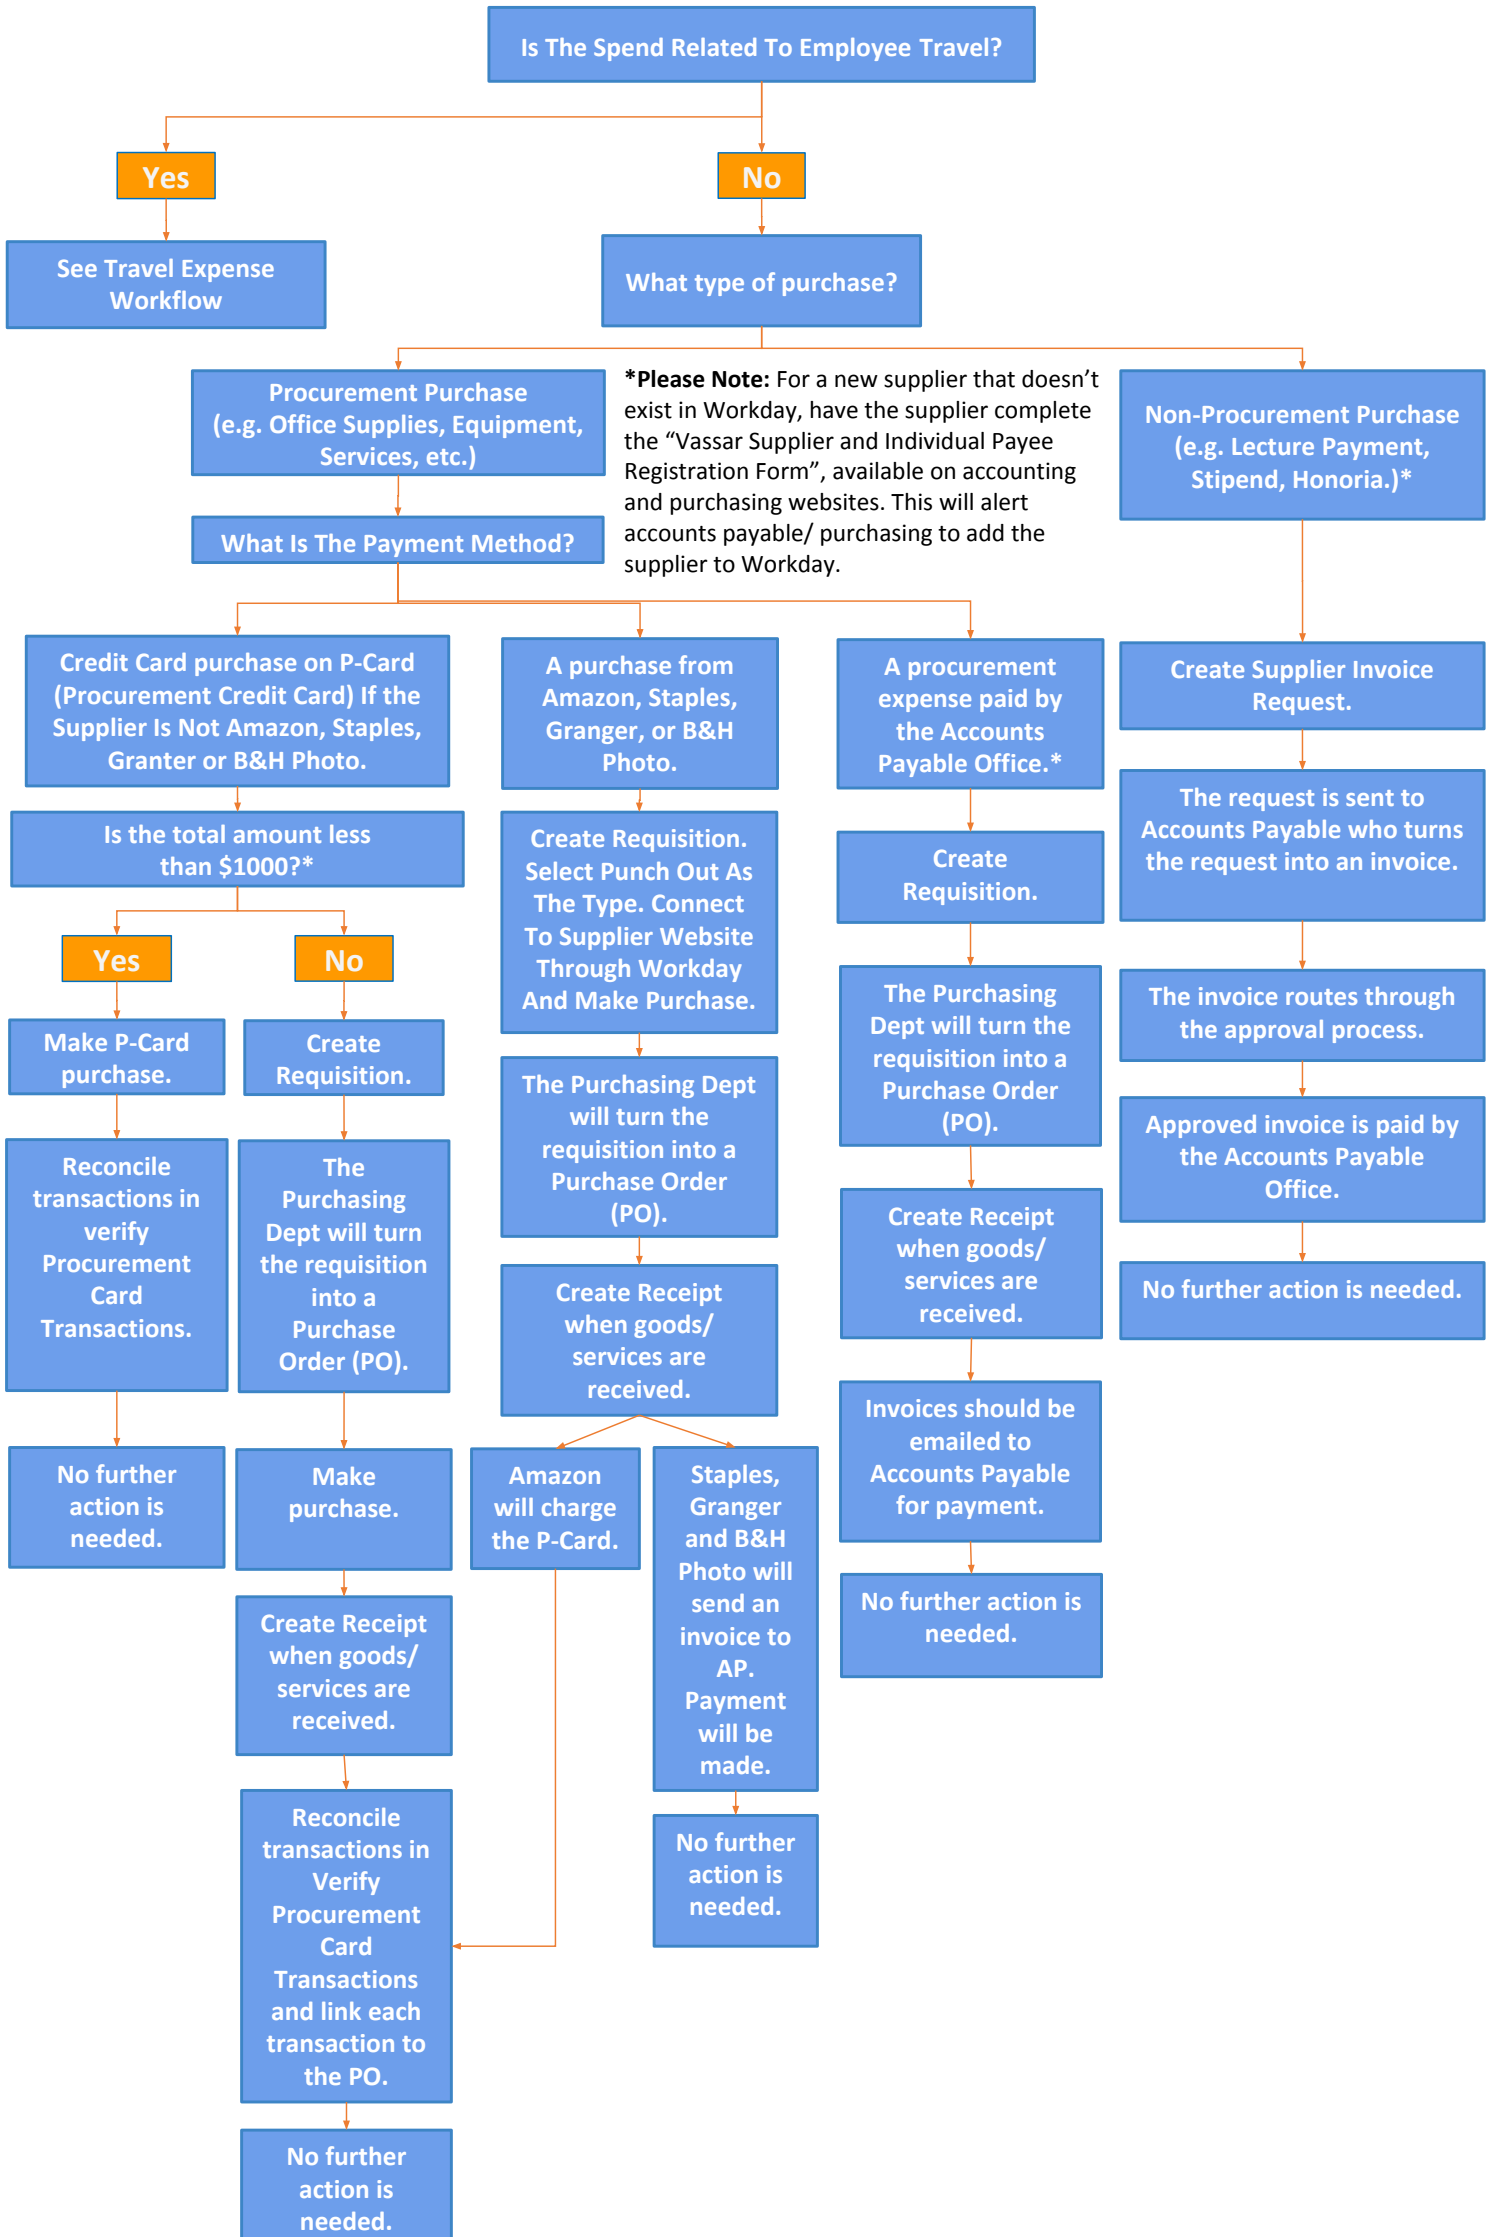 Is The Spend Related To Employee Travel?
Yes
No
See Travel Expense
Workflow
What type of purchase?
Procurement Purchase
(e.g. Office Supplies, Equipment,
Services, etc.)
*Please Note: For a new supplier that doesn’t
exist in Workday, have the supplier complete
the “Vassar Supplier and Individual Payee
Registration Form”, available on accounting
and purchasing websites. This will alert
accounts payable/ purchasing to add the
supplier to Workday.
Non-Procurement Purchase
(e.g. Lecture Payment,
Stipend, Honoria.)*
What Is The Payment Method?
Credit Card purchase on P-Card
(Procurement Credit Card) If the
Supplier Is Not Amazon, Staples,
Granter or B&H Photo.
Is the total amount less
than $1000?*
Yes
No
Make P-Card
purchase.
Reconcile
transactions in
verify
Procurement
Card
Transactions.
No further
action is
needed.
Create
Requisition.
The
Purchasing
Dept will turn
the requisition
into a
Purchase
Order (PO).
Make
purchase.
Create Receipt
when goods/
services are
received.
Reconcile
transactions in
Verify
Procurement
Card
Transactions
and link each
transaction to
the PO.
No further
action is
needed.
A purchase from
Amazon, Staples,
Granger, or B&H
Photo.
Create Requisition.
Select Punch Out As
The Type. Connect
To Supplier Website
Through Workday
And Make Purchase.
The Purchasing Dept
will turn the
requisition into a
Purchase Order
(PO).
Create Receipt
when goods/
services are
received.
Amazon
will charge
the P-Card.
Staples,
Granger
and B&H
Photo will
send an
invoice to
AP.
Payment
will be
made.
No further
action is
needed.
A procurement
expense paid by
the Accounts
Payable Office.*
Create
Requisition.
The Purchasing
Dept will turn the
requisition into a
Purchase Order
(PO).
Create Receipt
when goods/
services are
received.
Invoices should be
emailed to
Accounts Payable
for payment.
No further action is
needed.
Create Supplier Invoice
Request.
The request is sent to
Accounts Payable who turns
the request into an invoice.
The invoice routes through
the approval process.
Approved invoice is paid by
the Accounts Payable
Office.
No further action is needed.